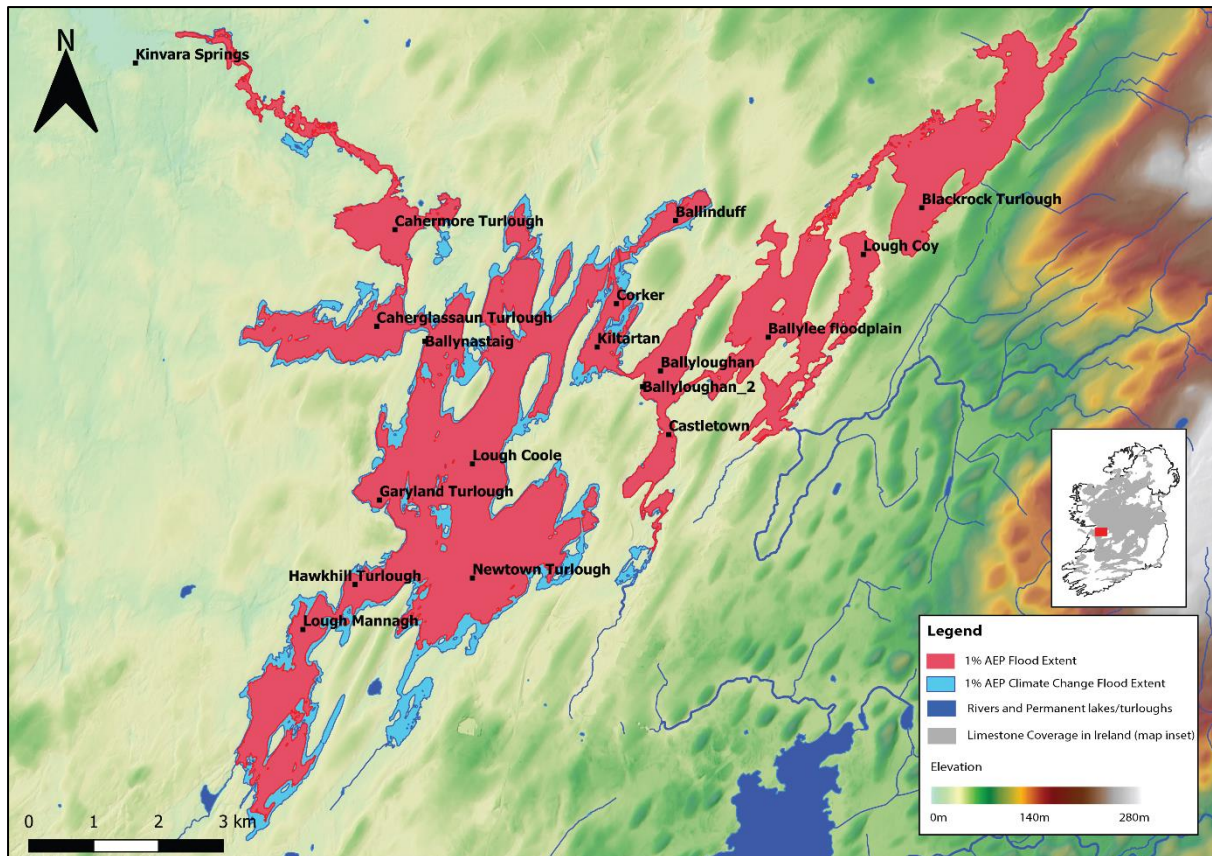 N
Kinvara Springs
Cahermore Turlough
Ballinduff
Blackrock Turlough
Lough Coy
Corker
Caherglassaun Turlough
Ballynastaig
Kiltartan
Ballylee floodplain
Ballyloughan
Ballyloughan_2
Castletown
Lough Coole
Garyland Turlough
Hawkhill Turlough
Newtown Turlough
Lough Mannagh
Legend
1% AEP Flood Extent
1% AEP Climate Change Flood Extent
Rivers and Permanent lakes/turloughs
Limestone Coverage in Ireland (map inset)
Elevation
0m 140m 280m
0 1 2 3 km